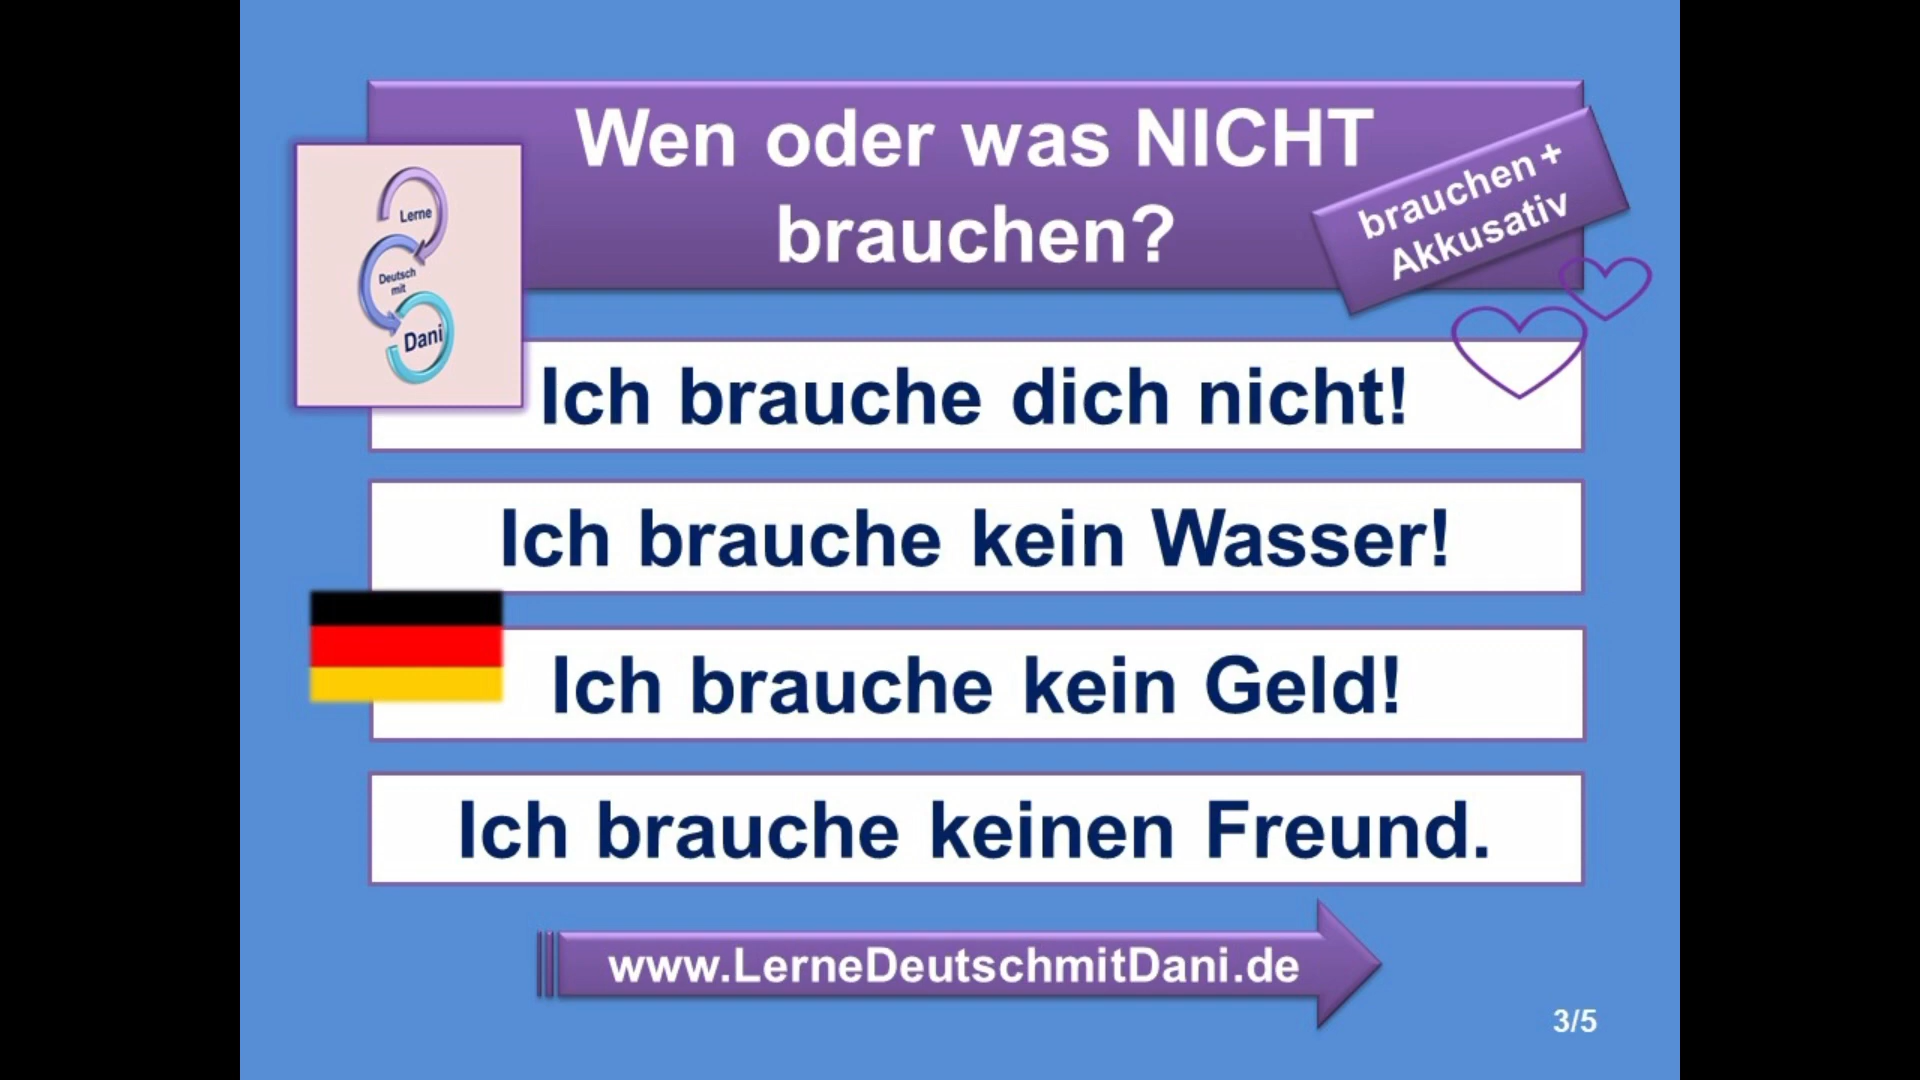 Wen oder was NICHT
brauchen?
brauchen +
Akkusativ
Lerne
Deutsch
mit
Dani
Ich brauche dich nicht!
Ich brauche kein Wasser!
Ich brauche kein Geld!
Ich brauche keinen Freund.
www.LerneDeutschmitDani.de
3/5